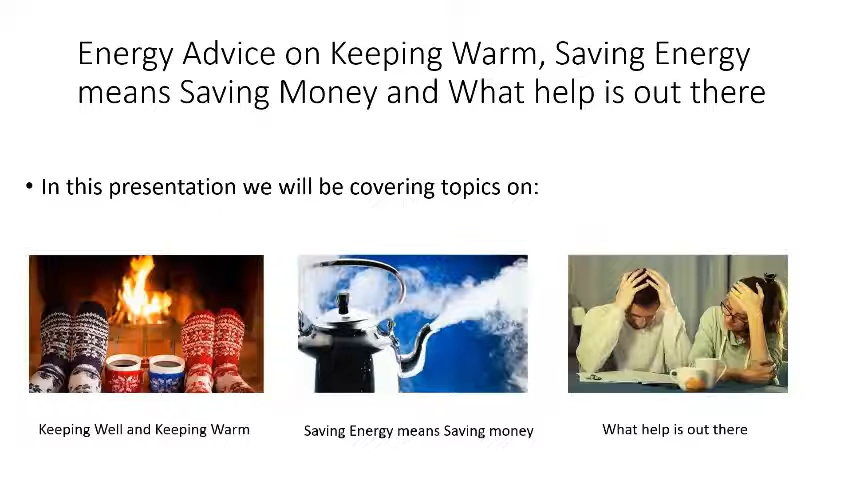 Energy Advice on Keeping Warm, Saving Energy
means Saving Money and What help is out there
• In this presentation we will be covering topics on:
Keeping Well and Keeping Warm
Saving Energy means Saving money
What help is out there